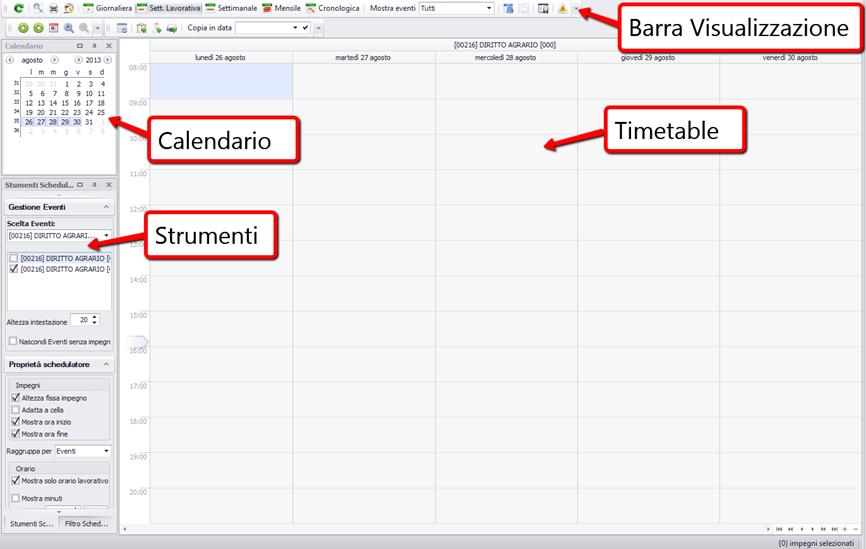 Giornaliera Sett. Lavorativa Settimanale Mensile Cronologica Mostra eventi Tutti
Copia in data
Barra Visualizzazione
Calendario
agosto 2013
l m m g v s d
31 29 30 31 1 2 3 4
32 5 6 7 8 9 10 11
33 12 13 14 15 16 17 18
34 19 20 21 22 23 24 25
35 26 27 28 29 30 31 1
36 2 3 4 5 6 7 8
Calendario
Stumenti Schedul...
Gestione Eventi
Scelta Eventi:
[00216] DIRITTO AGRARI...
[00216] DIRITTO AGRARIO [
[00216] DIRITTO AGRARIO [
Strumenti
Altezza intestazione 20
Nascondi Eventi senza impegni
Proprietà schedulatore
Impegni
Altezza fissa impegno
Adatta a cella
Mostra ora inizio
Mostra ora fine
Raggruppa per Eventi
Orario
Mostra solo orario lavorativo
Mostra minuti
Stumenti Sc... Filtro Sched...
[00216] DIRITTO AGRARIO [000]
lunedì 26 agosto martedì 27 agosto mercoledì 28 agosto giovedì 29 agosto venerdì 30 agosto
08:00
09:00
10:00
Timetable
11:00
12:00
13:00
14:00
15:00
16:00
17:00
18:00
19:00
20:00
{0} impegni selezionati